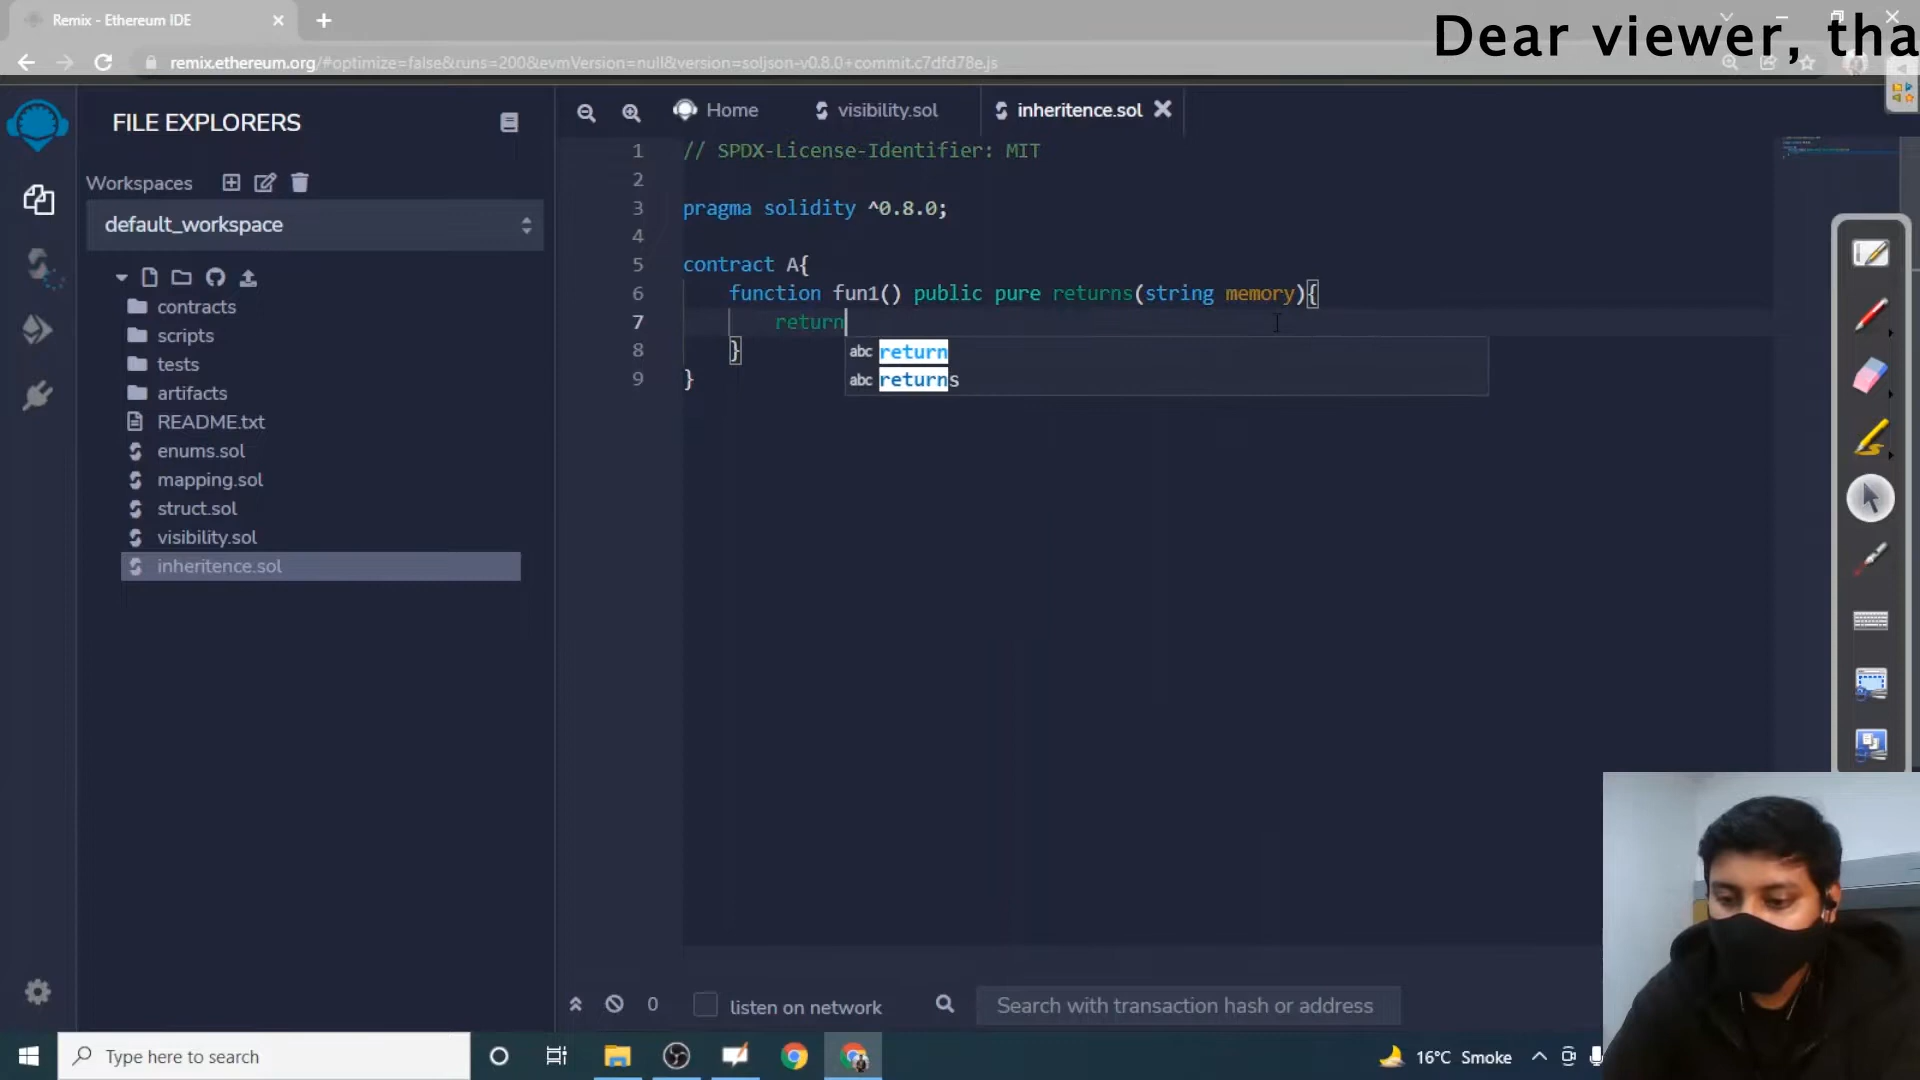 Remix - Ethereum IDE
Dear viewer, tha
remix.ethereum.org/#optimize=false&runs=200&evmVersion=null&version=soljson-v0.8.0+commit.c7dfd78e.js
FILE EXPLORERS
Home
visibility.sol
inheritence.sol
Workspaces
default_workspace
contracts
scripts
tests
artifacts
README.txt
enums.sol
mapping.sol
struct.sol
visibility.sol
inheritence.sol
1 // SPDX-License-Identifier: MIT
2
3 pragma solidity ^0.8.0;
4
5 contract A{
6 function fun1() public pure returns(string memory){
7 return
8 }
9 }
abc return
abc returns
0
listen on network
Search with transaction hash or address
Type here to search
16°C Smoke